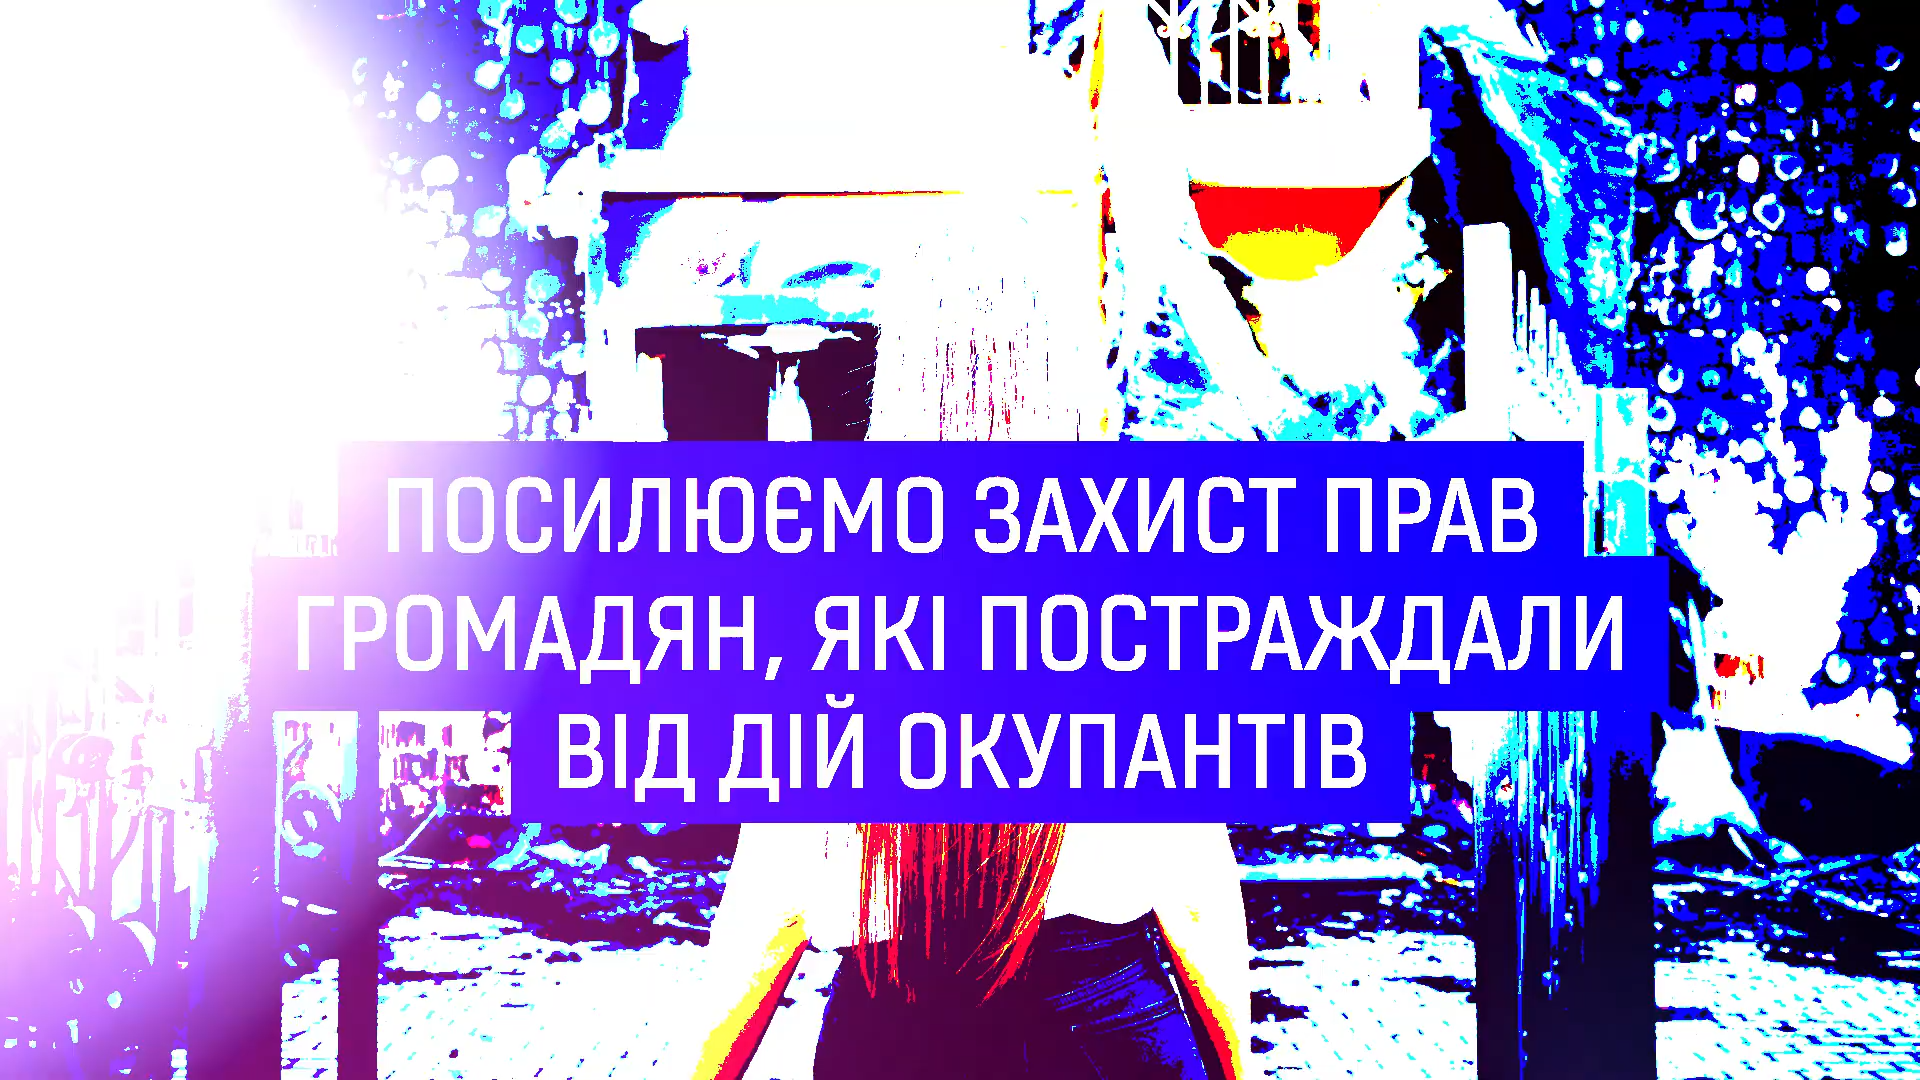 ПОСИЛЮЄМО ЗАХИСТ ПРАВ
ГРОМАДЯН, ЯКІ ПОСТРАЖДАЛИ
ВІД ДІЙ ОКУПАНТІВ